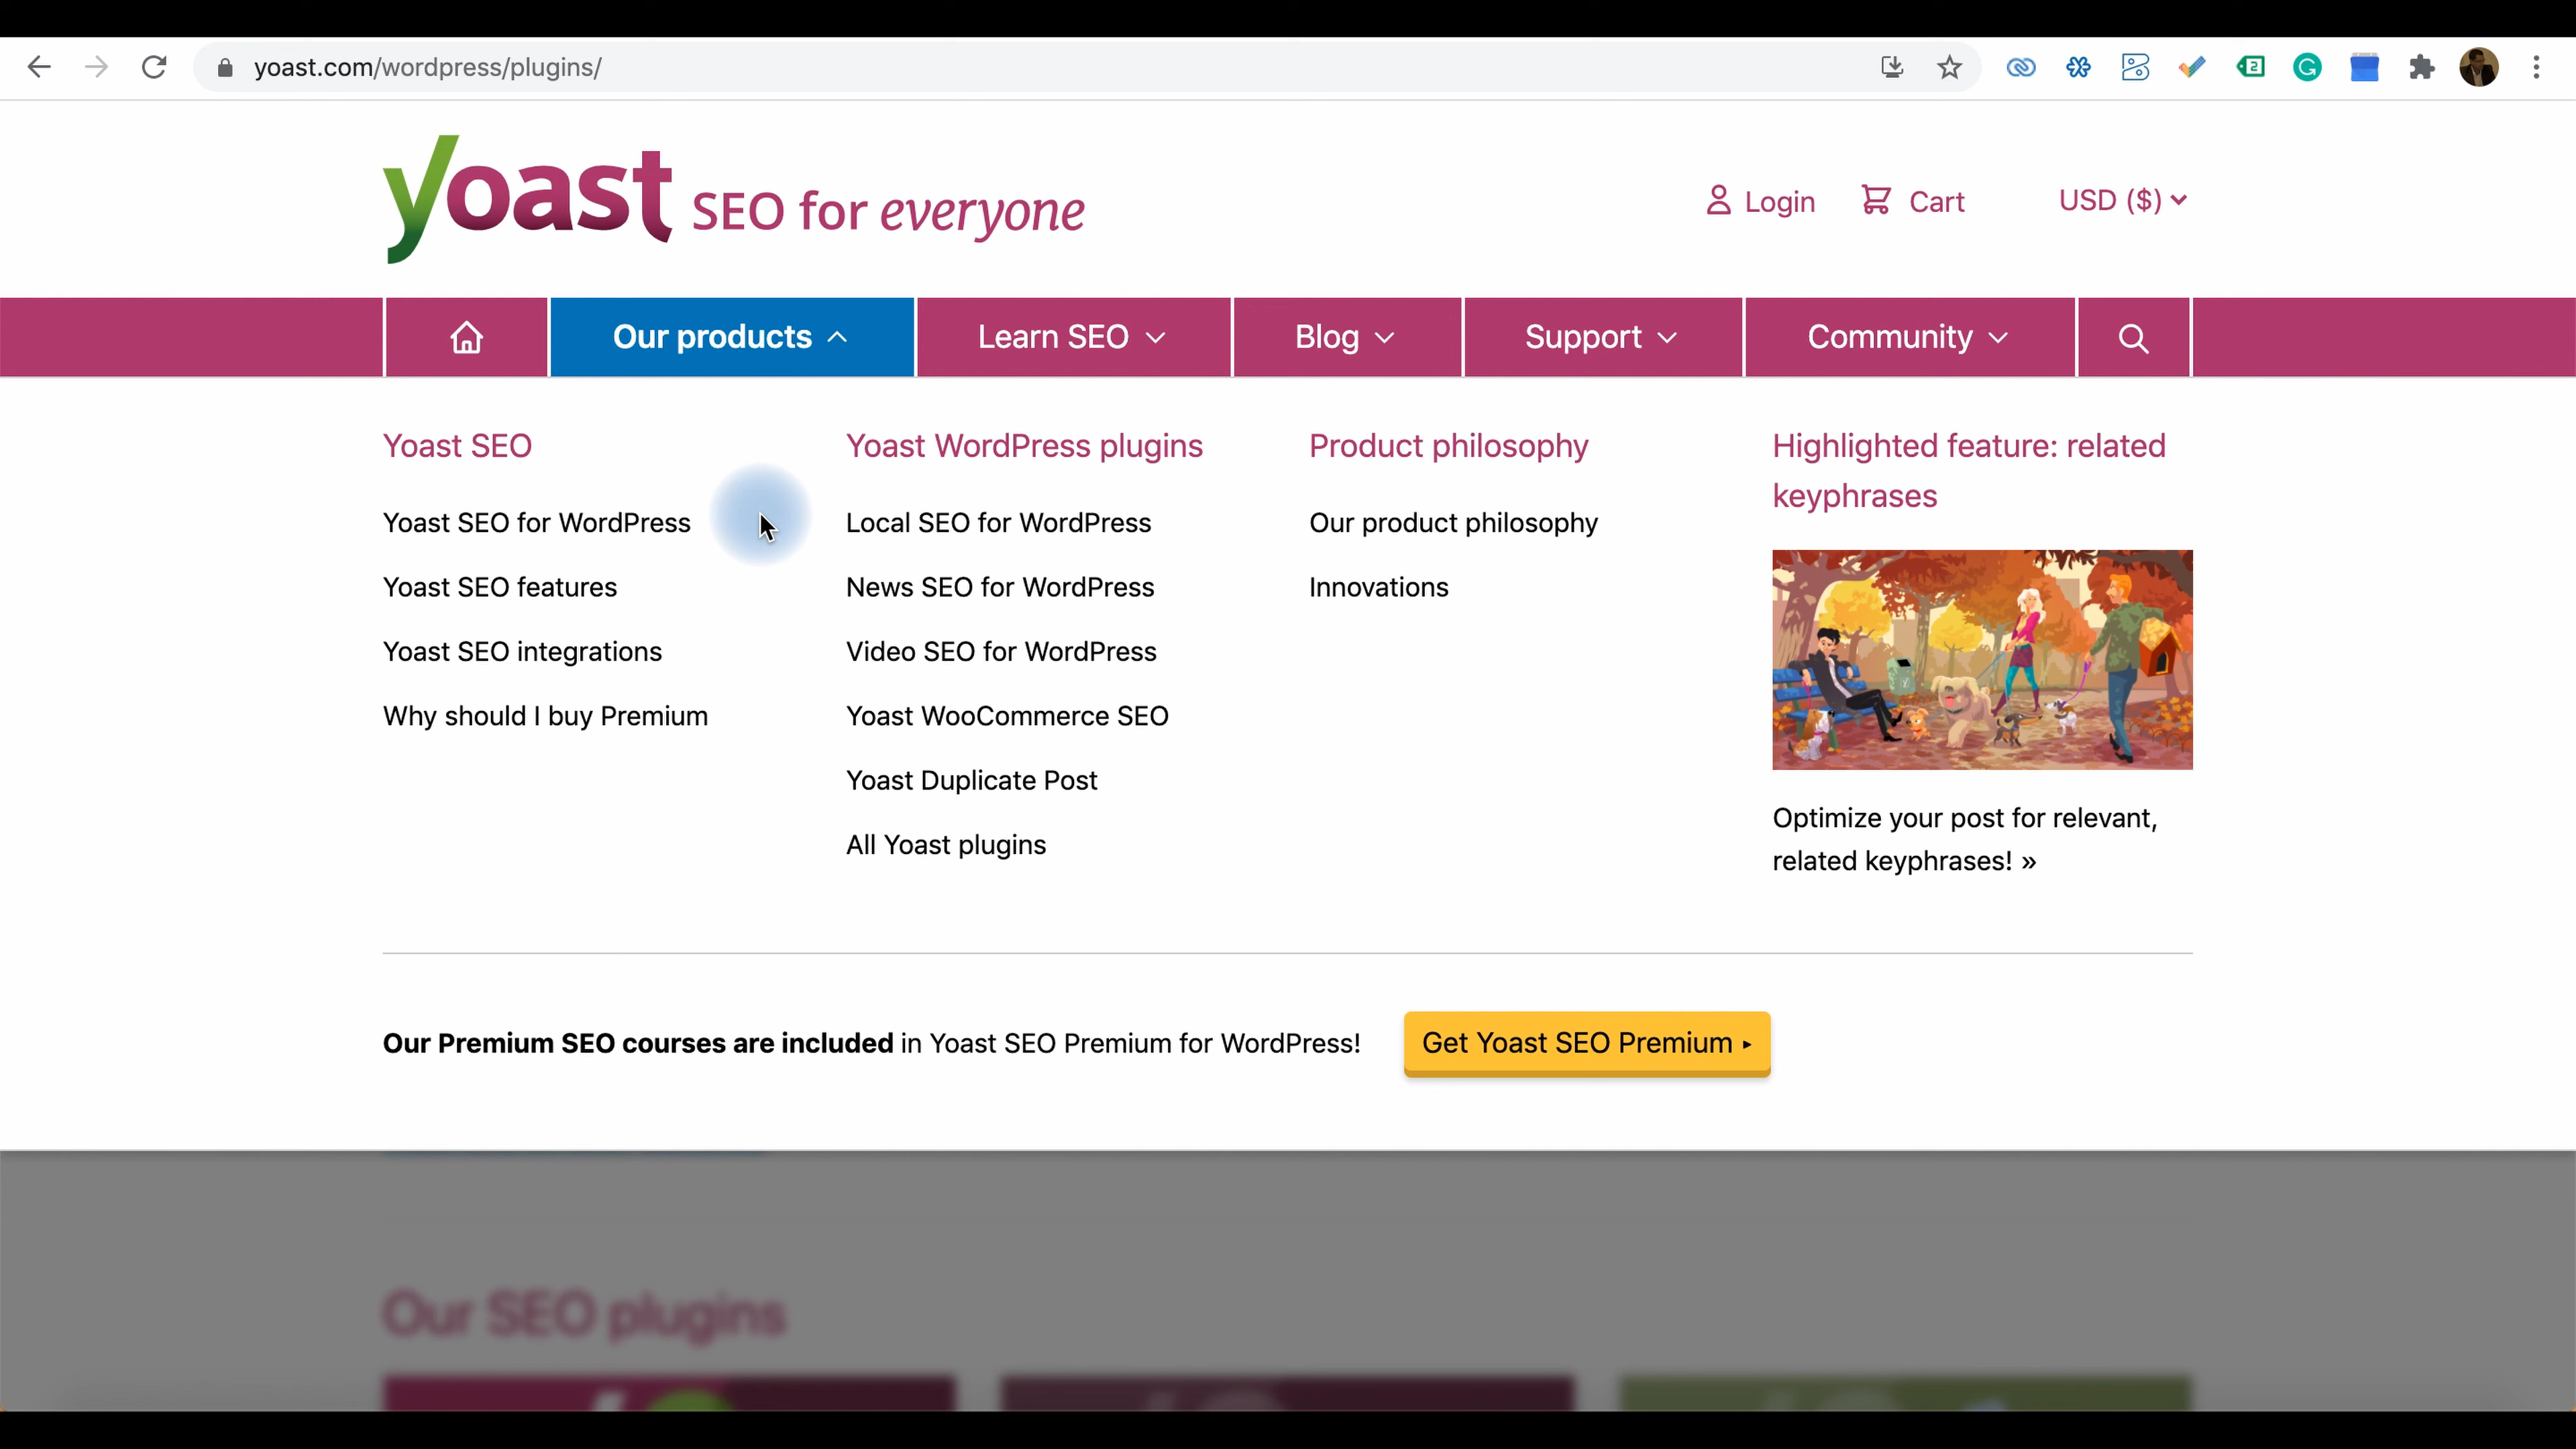 yoast.com/wordpress/plugins/
yoast SEO for everyone
Login
Cart
USD ($)
Our products
Learn SEO
Blog
Support
Community
Yoast SEO
Yoast SEO for WordPress
Yoast SEO features
Yoast SEO integrations
Why should I buy Premium
Yoast WordPress plugins
Local SEO for WordPress
News SEO for WordPress
Video SEO for WordPress
Yoast WooCommerce SEO
Yoast Duplicate Post
All Yoast plugins
Product philosophy
Our product philosophy
Innovations
Highlighted feature: related
keyphrases
Optimize your post for relevant,
related keyphrases! »
Our Premium SEO courses are included in Yoast SEO Premium for WordPress!
Get Yoast SEO Premium ▸
Our SEO plugins